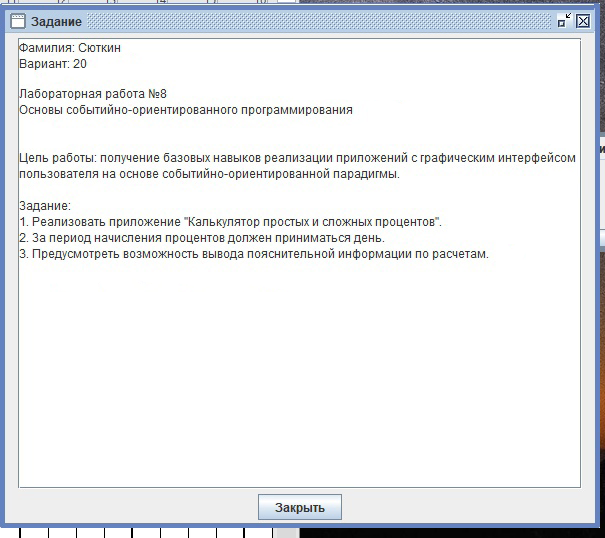 Задание
Фамилия: Сюткин
Вариант: 20
Лабораторная работа №8
Основы событийно-ориентированного программирования
Цель работы: получение базовых навыков реализации приложений с графическим интерфейсом
пользователя на основе событийно-ориентированной парадигмы.
Задание:
1. Реализовать приложение "Калькулятор простых и сложных процентов".
2. За период начисления процентов должен приниматься день.
3. Предусмотреть возможность вывода пояснительной информации по расчетам.
Закрыть